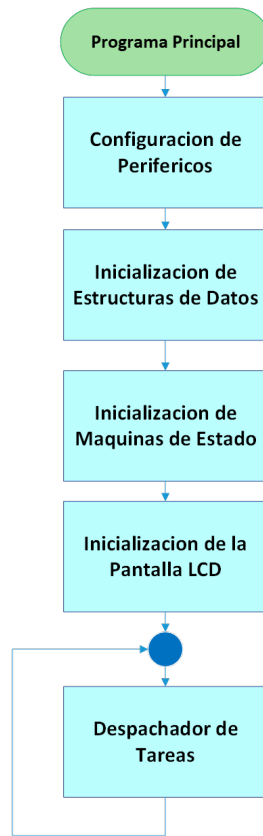 Programa Principal
Configuracion de
Perifericos
Inicializacion de
Estructuras de Datos
Inicializacion de
Maquinas de Estado
Inicializacion de la
Pantalla LCD
Despachador de
Tareas